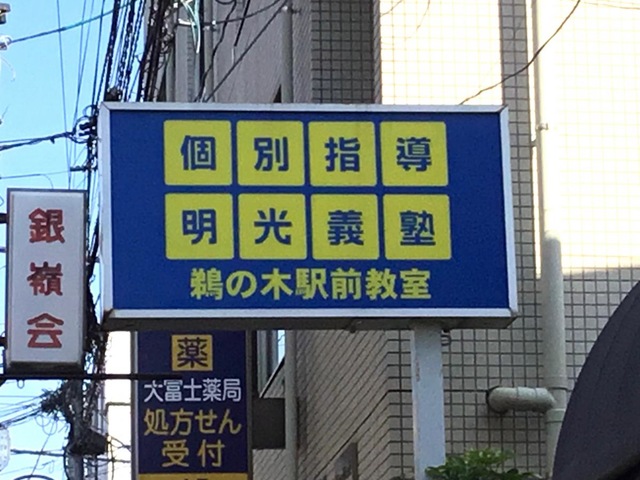 個別指導
明光義塾
鵜の木駅前教室
銀嶺会
薬
大冨士薬局
処方せん
受付